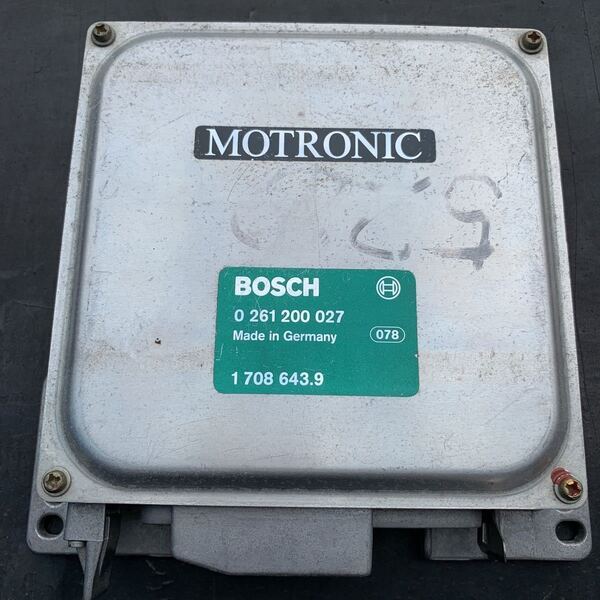 MOTRONIC
BOSCH
0 261 200 027
Made in Germany 078
1 708 643.9